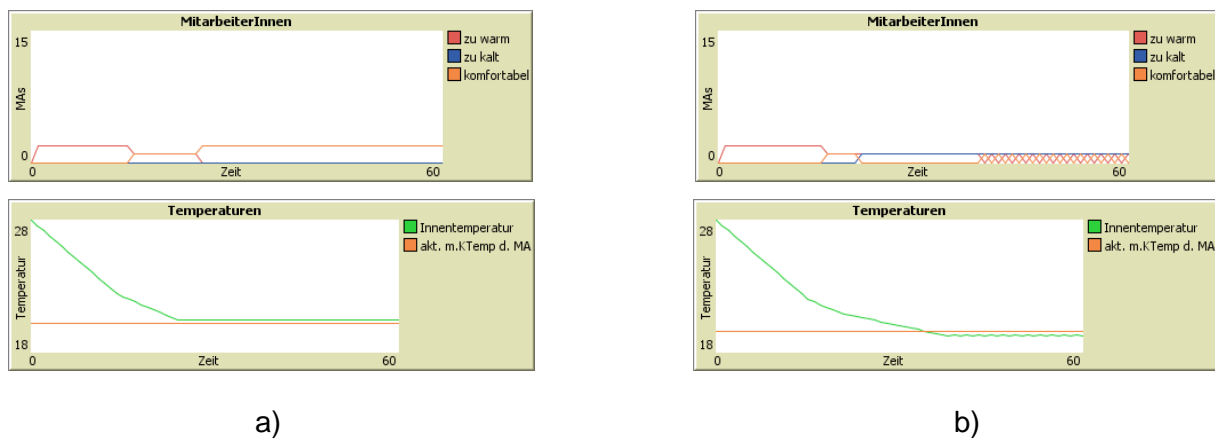 MitarbeiterInnen
15
MAs
0
0
Zeit
60
zu warm
zu kalt
komfortabel
MitarbeiterInnen
15
MAs
0
0
Zeit
60
zu warm
zu kalt
komfortabel
Temperaturen
28
Temperatur
18
0
Zeit
60
Innentemperatur
akt. m.KTemp d. MA
Temperaturen
28
Temperatur
18
0
Zeit
60
Innentemperatur
akt. m.KTemp d. MA
a)
b)